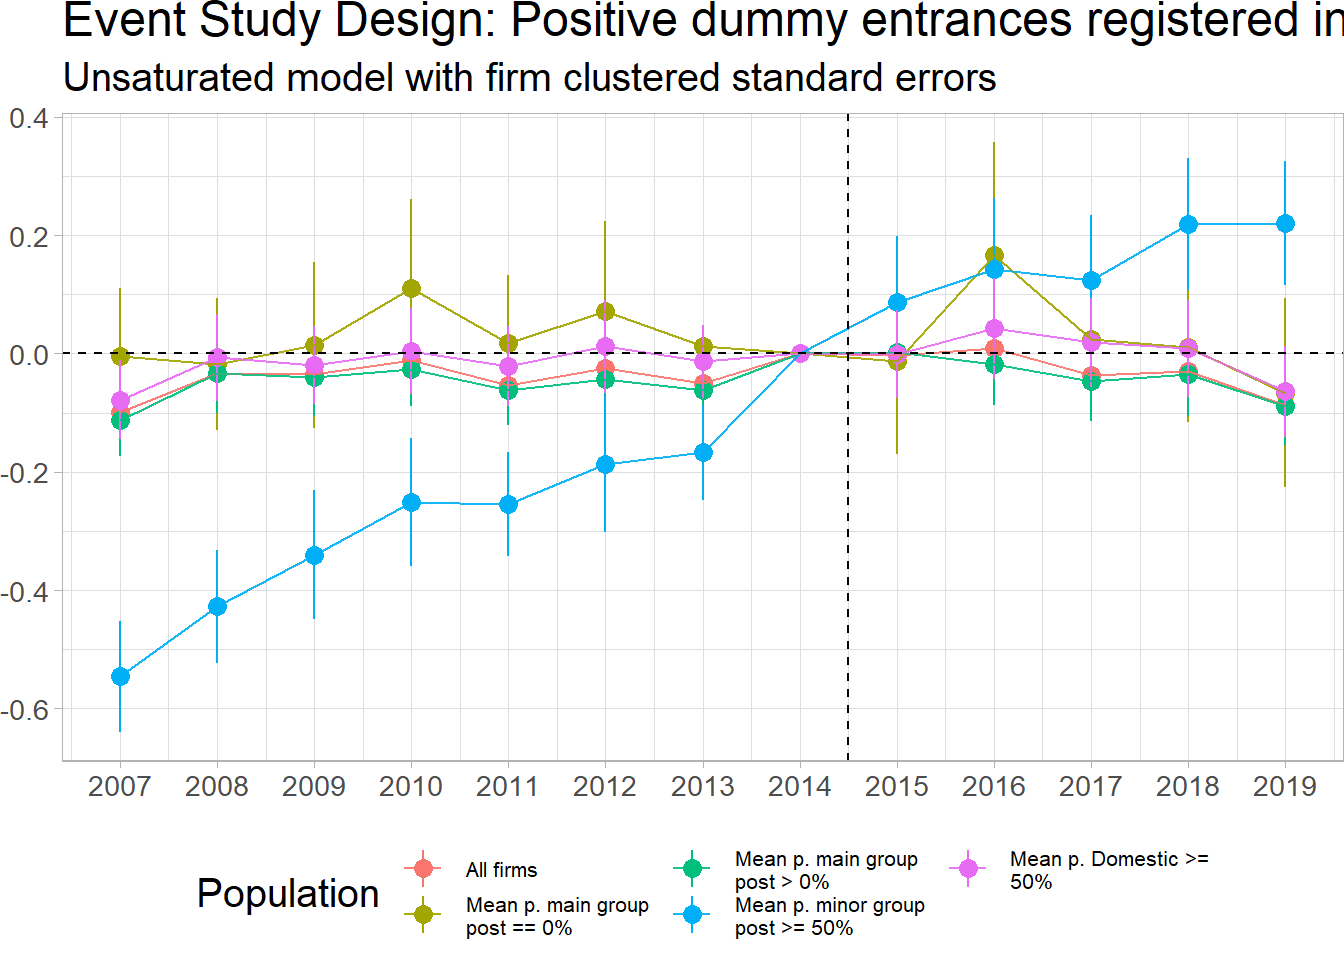 Event Study Design: Positive dummy entrances registered in
Unsaturated model with firm clustered standard errors
0.4
0.2
0.0
-0.2
-0.4
-0.6
2007 2008 2009 2010 2011 2012 2013 2014 2015 2016 2017 2018 2019
Population
All firms
Mean p. main group
post == 0%
Mean p. main group
post > 0%
Mean p. minor group
post >= 50%
Mean p. Domestic >=
50%